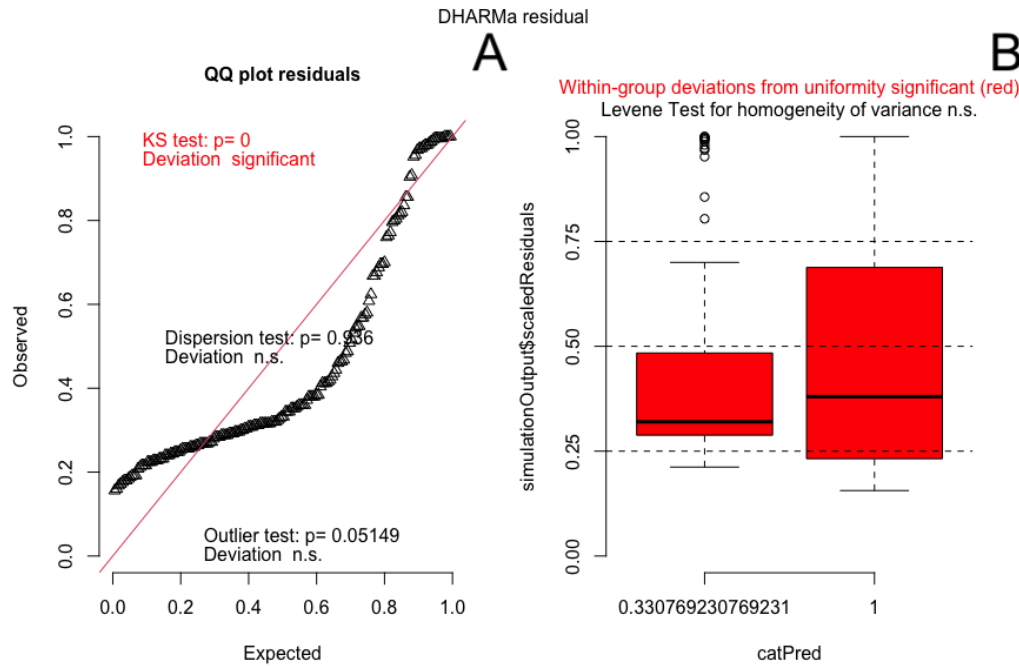 DHARMa residual
A
QQ plot residuals
KS test: p= 0
Deviation  significant
Dispersion test: p= 0.936
Deviation  n.s.
Outlier test: p= 0.05149
Deviation  n.s.
Observed
0.0
0.2
0.4
0.6
0.8
1.0
0.0 0.2 0.4 0.6 0.8 1.0
Expected
B
Within-group deviations from uniformity significant (red)
Levene Test for homogeneity of variance n.s.
simulationOutput$scaledResiduals
0.00
0.25
0.50
0.75
1.00
0.330769230769231 1
catPred